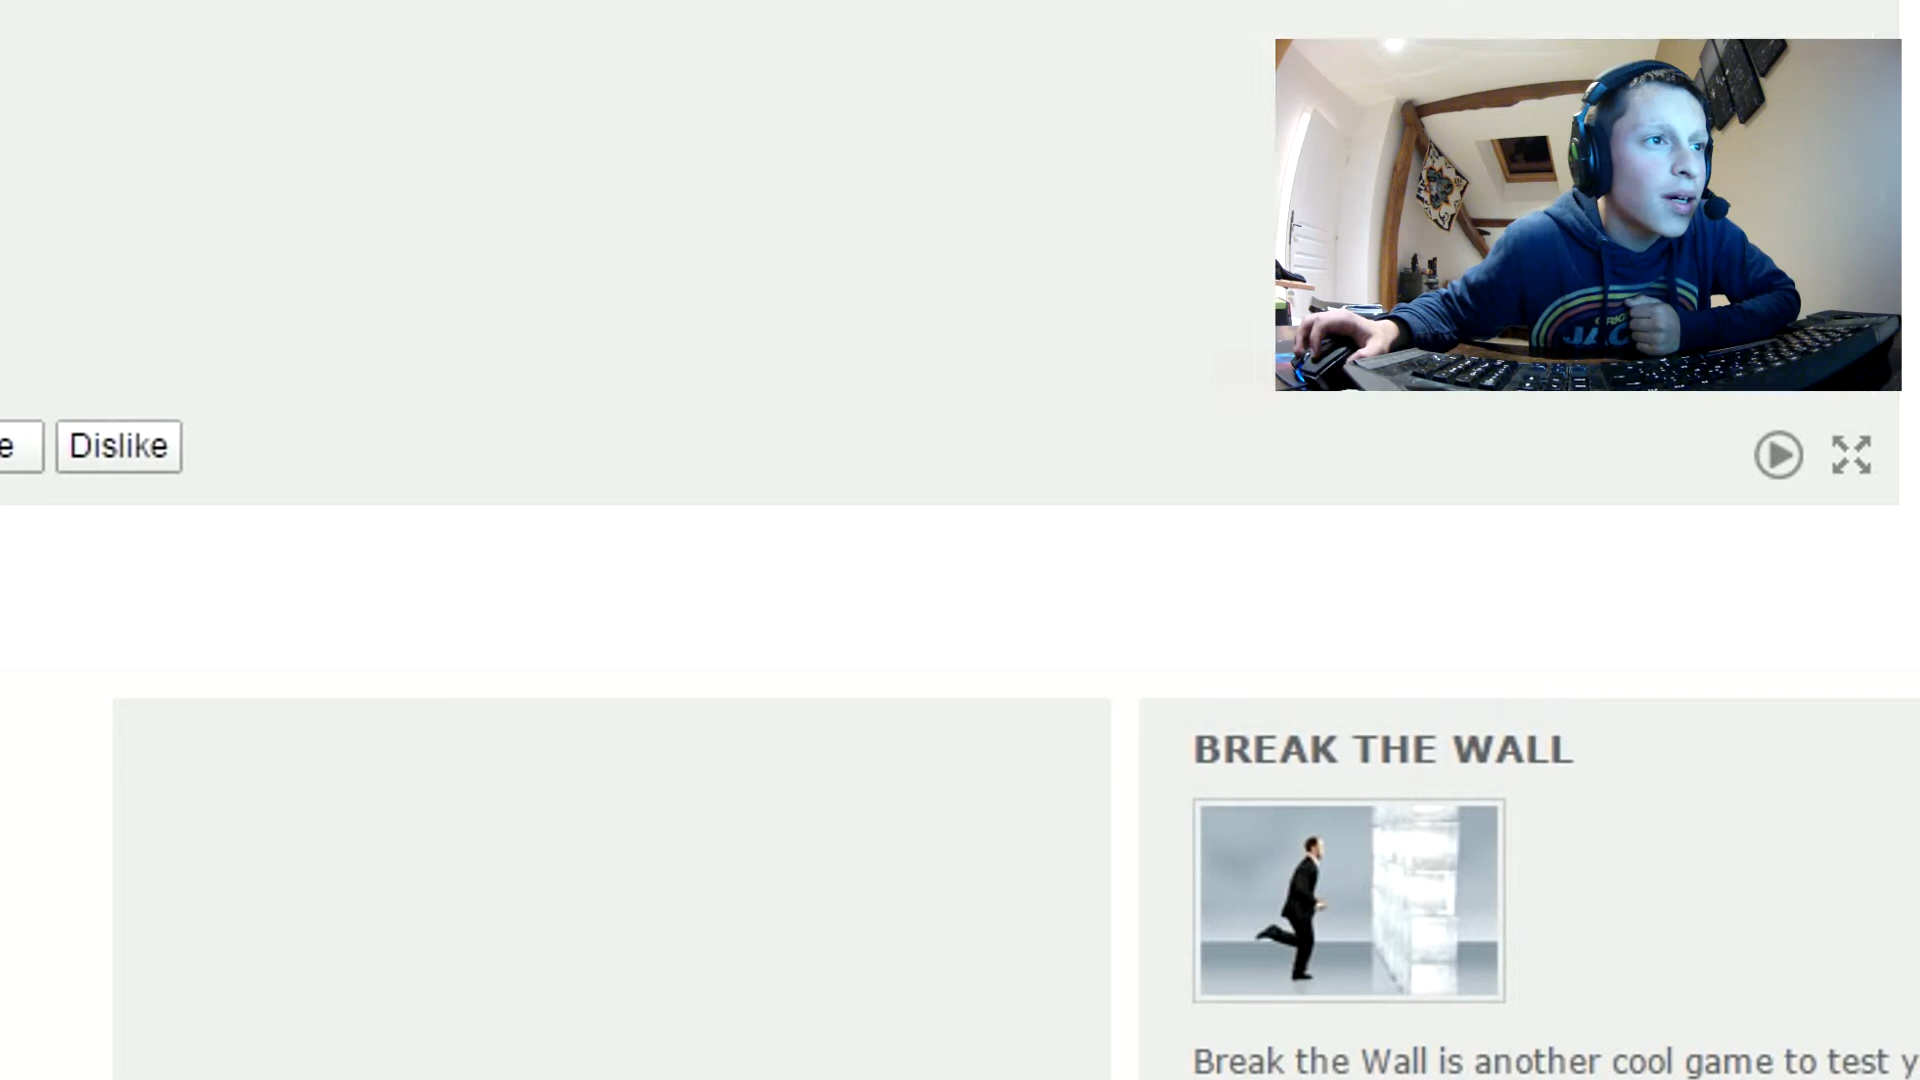 e
Dislike
BREAK THE WALL
Break the Wall is another cool game to test y